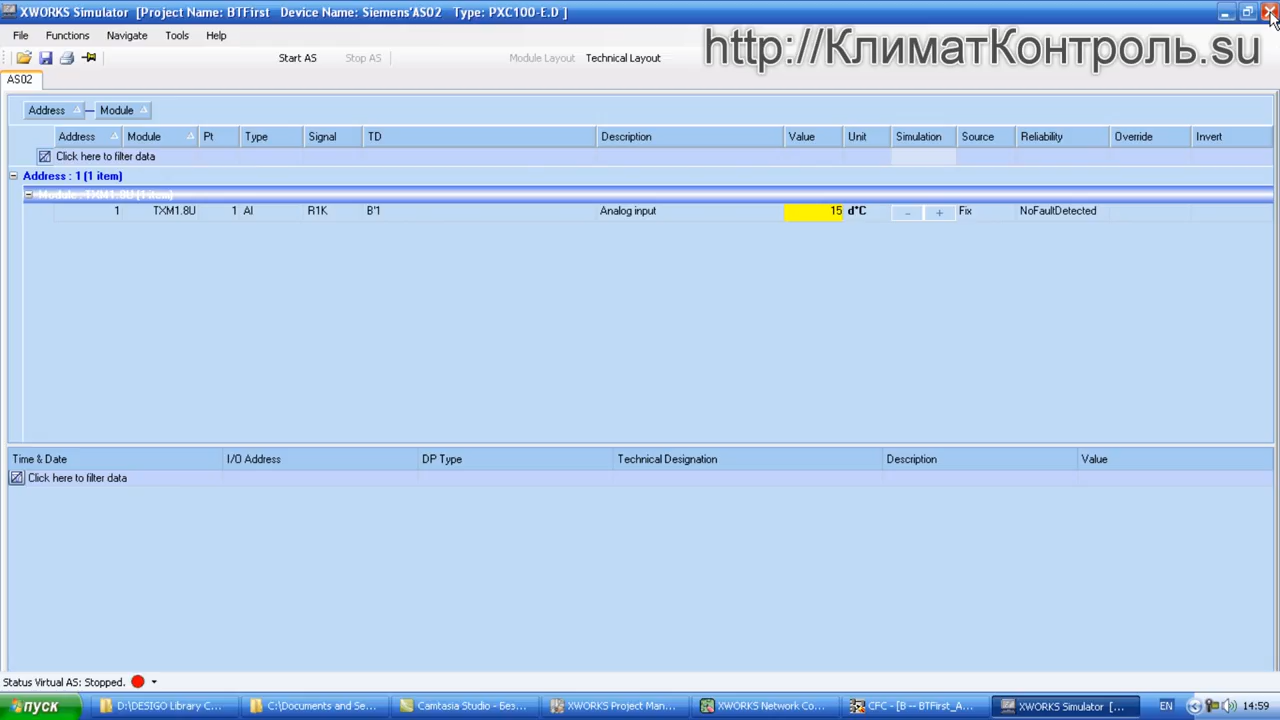 XWORKS Simulator [Project Name: BTFirst Device Name: Siemens'AS02 Type: PXC100-E.D ]
File Functions Navigate Tools Help
http://КлиматКонтроль.su
Start AS Stop AS Module Layout Technical Layout
AS02
Address Module
Address Module Pt Type Signal TD Description Value Unit Simulation Source Reliability Override Invert
Click here to filter data
Address : 1 (1 item)
Module : TXM1.8U (1 item)
1 TXM1.8U 1 AI R1K B'1 Analog input 15 d°C - + Fix NoFaultDetected
Time & Date I/O Address DP Type Technical Designation Description Value
Click here to filter data
Status Virtual AS: Stopped.
пуск D:\DESIGO Library C... C:\Documents and Se... Camtasia Studio - Без... XWORKS Project Man... XWORKS Network Co... CFC - [B -- BTFirst_A... XWORKS Simulator [... EN 14:59